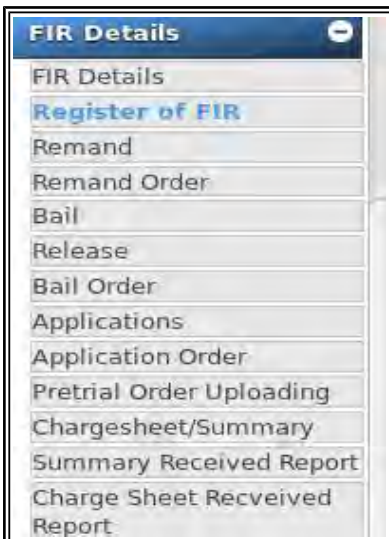 FIR Details
FIR Details
Register of FIR
Remand
Remand Order
Bail
Release
Bail Order
Applications
Application Order
Pretrial Order Uploading
Chargesheet/Summary
Summary Received Report
Charge Sheet Recveived
Report